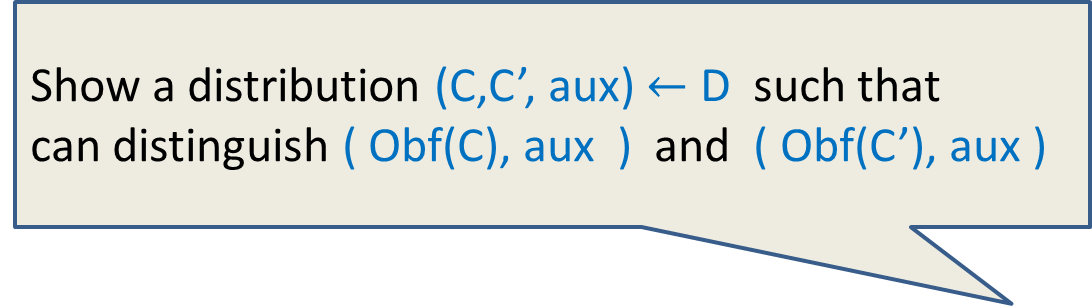 Show a distribution (C,C’, aux) ← D such that
can distinguish ( Obf(C), aux ) and ( Obf(C’), aux )